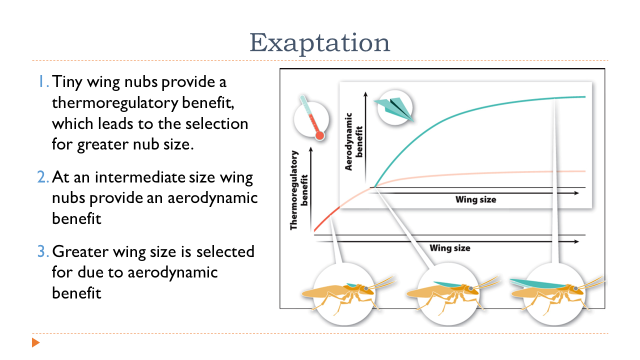 Exaptation
1. Tiny wing nubs provide a
thermoregulatory benefit,
which leads to the selection
for greater nub size.
2. At an intermediate size wing
nubs provide an aerodynamic
benefit
3. Greater wing size is selected
for due to aerodynamic
benefit
Thermoregulatory
benefit
Aerodynamic
benefit
Wing size
Wing size